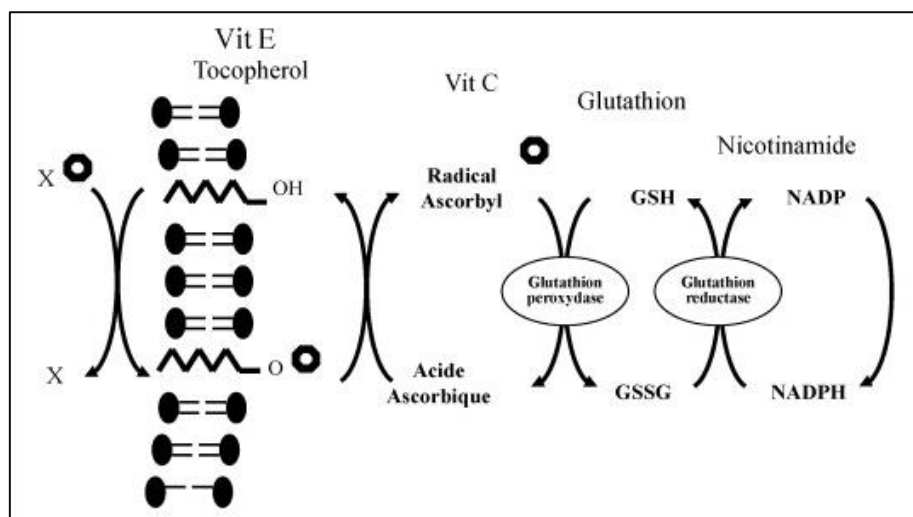 Vit E
Tocopherol
Vit C
Glutathion
Nicotinamide
X
OH
Radical
Ascorbyl
GSH
NADP
Glutathion
peroxydase
Glutathion
reductase
X
O
Acide
Ascorbique
GSSG
NADPH